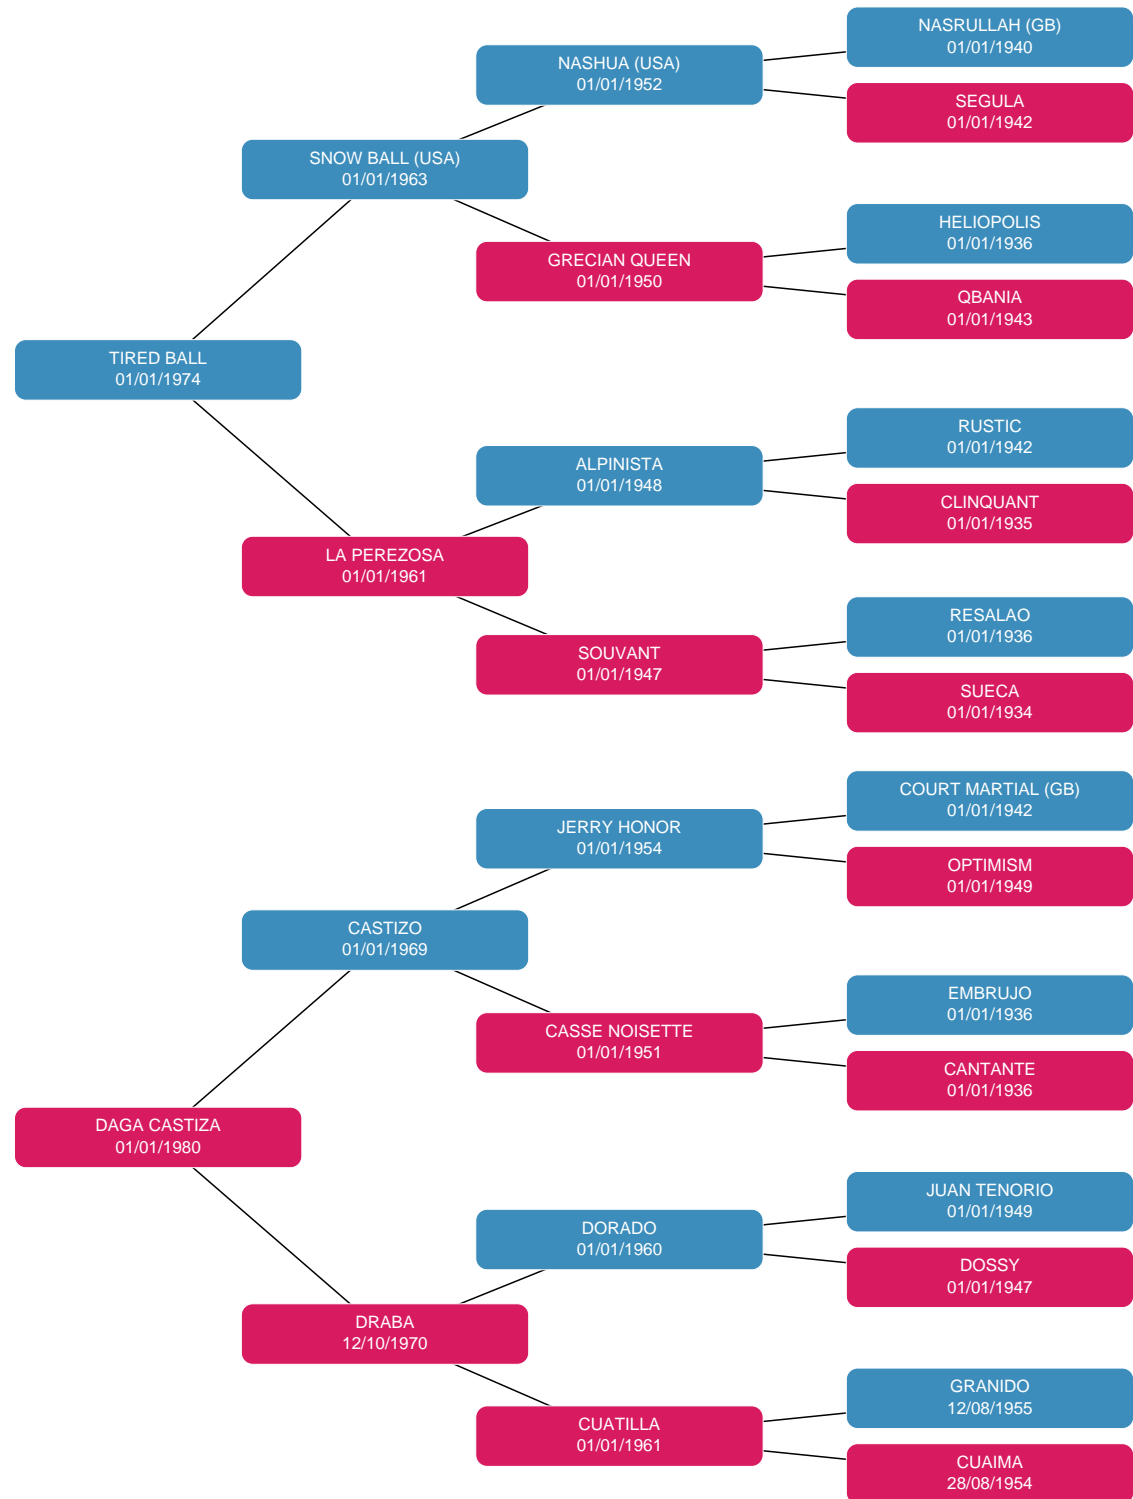 NASRULLAH (GB)
01/01/1940
NASHUA (USA)
01/01/1952
SEGULA
01/01/1942
SNOW BALL (USA)
01/01/1963
HELIOPOLIS
01/01/1936
GRECIAN QUEEN
01/01/1950
QBANIA
01/01/1943
TIRED BALL
01/01/1974
RUSTIC
01/01/1942
ALPINISTA
01/01/1948
CLINQUANT
01/01/1935
LA PEREZOSA
01/01/1961
RESALAO
01/01/1936
SOUVANT
01/01/1947
SUECA
01/01/1934
COURT MARTIAL (GB)
01/01/1942
JERRY HONOR
01/01/1954
OPTIMISM
01/01/1949
CASTIZO
01/01/1969
EMBRUJO
01/01/1936
CASSE NOISETTE
01/01/1951
CANTANTE
01/01/1936
DAGA CASTIZA
01/01/1980
JUAN TENORIO
01/01/1949
DORADO
01/01/1960
DOSSY
01/01/1947
DRABA
12/10/1970
GRANIDO
12/08/1955
CUATILLA
01/01/1961
CUAIMA
28/08/1954